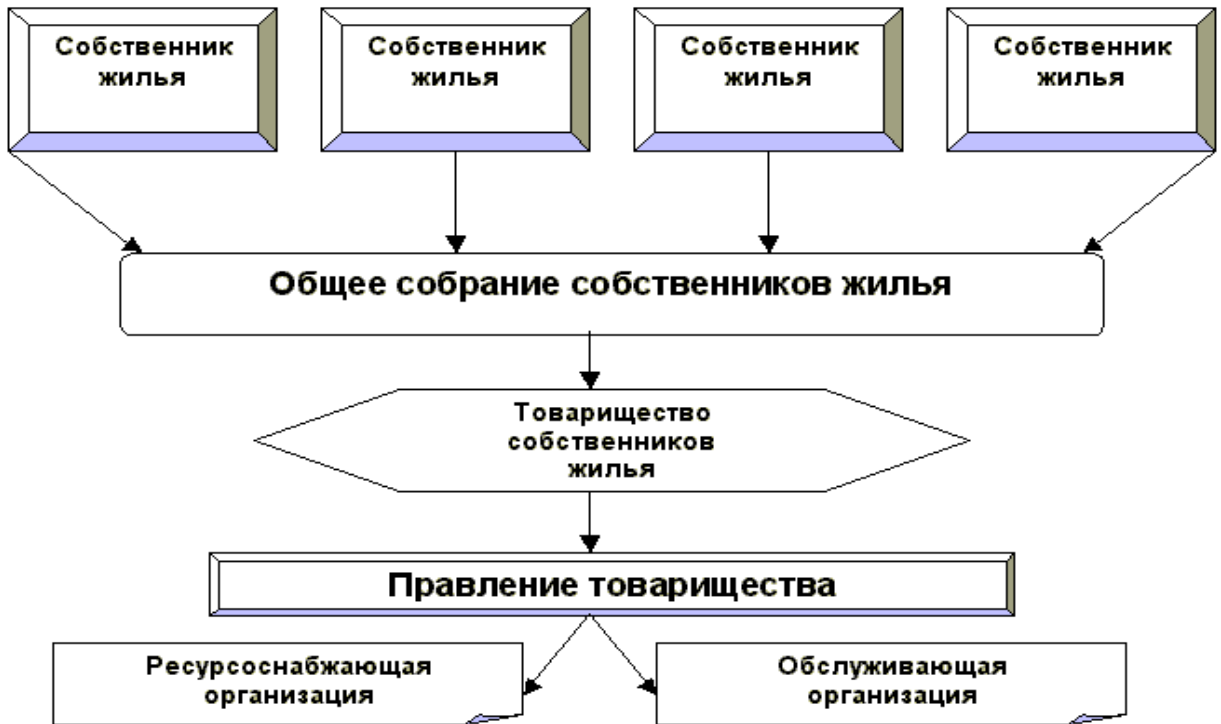 Собственник
жилья
Собственник
жилья
Собственник
жилья
Собственник
жилья
Общее собрание собственников жилья
Товарищество
собственников
жилья
Правление товарищества
Ресурсоснабжающая
организация
Обслуживающая
организация